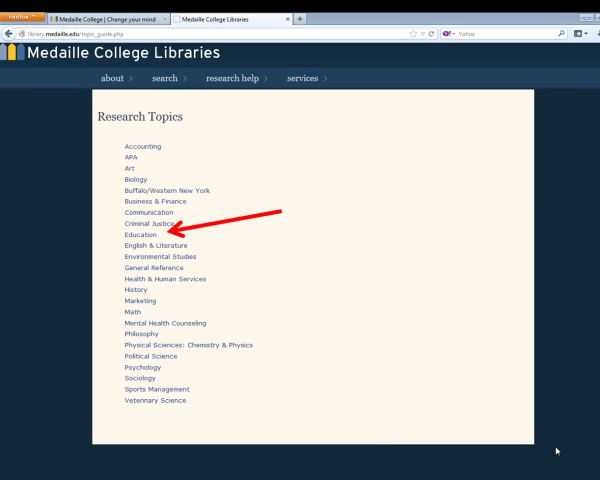 Firefox
Medaille College | Change your mind
Medaille College Libraries
library.medaille.edu/topic_guide.php
Yahoo
Medaille College Libraries
about >
search >
research help >
services >
Research Topics
Accounting
APA
Art
Biology
Buffalo/Western New York
Business & Finance
Communication
Criminal Justice
Education
English & Literature
Environmental Studies
General Reference
Health & Human Services
History
Marketing
Math
Mental Health Counseling
Philosophy
Physical Sciences: Chemistry & Physics
Political Science
Psychology
Sociology
Sports Management
Veterinary Science